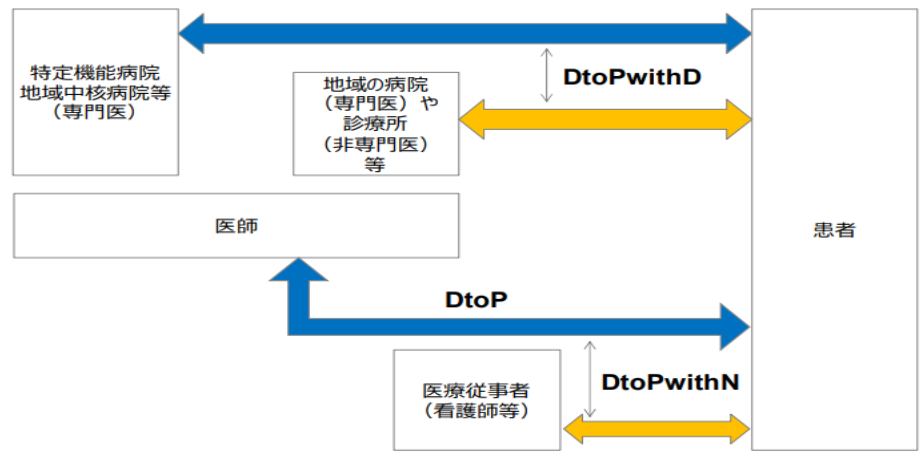 特定機能病院
地域中核病院等
（専門医）
地域の病院
（専門医）や
診療所
（非専門医）
等
DtoPwithD
医師
患者
DtoP
医療従事者
（看護師等）
DtoPwithN